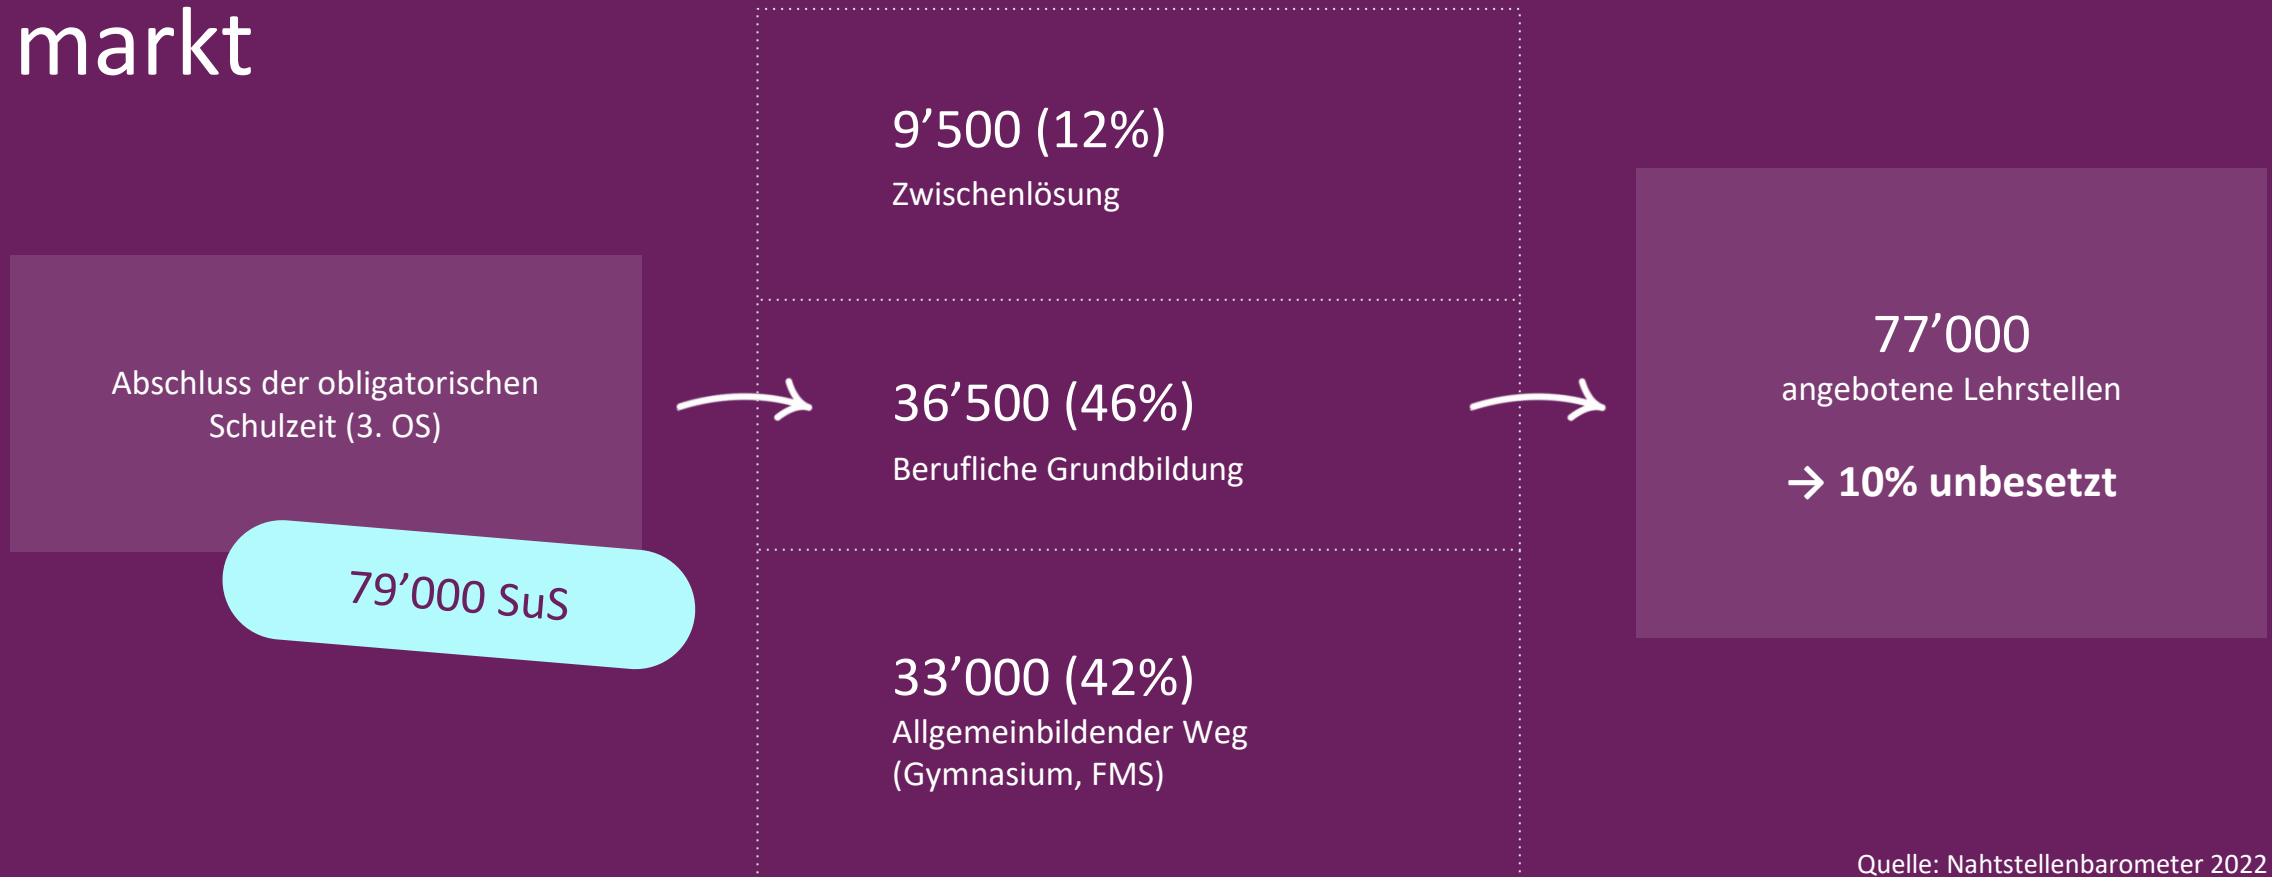 markt
Abschluss der obligatorischen
Schulzeit (3. OS)
79’000 SuS
9’500 (12%)
Zwischenlösung
36’500 (46%)
Berufliche Grundbildung
33’000 (42%)
Allgemeinbildender Weg
(Gymnasium, FMS)
77’000
angebotene Lehrstellen
→ 10% unbesetzt
Quelle: Nahtstellenbarometer 2022